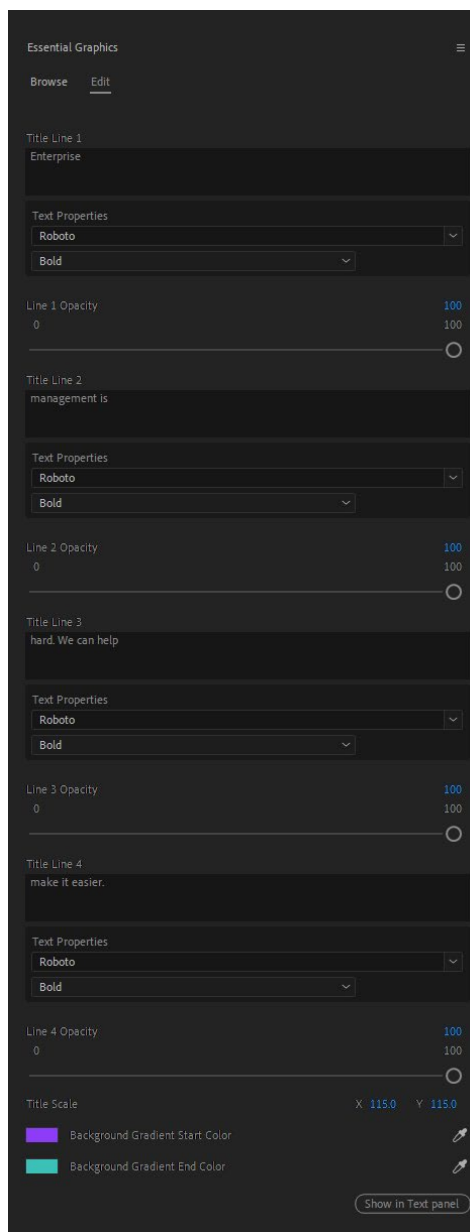 Essential Graphics
Browse Edit
Title Line 1
Enterprise
Text Properties
Roboto
Bold
Line 1 Opacity 100
0 100
Title Line 2
management is
Text Properties
Roboto
Bold
Line 2 Opacity 100
0 100
Title Line 3
hard. We can help
Text Properties
Roboto
Bold
Line 3 Opacity 100
0 100
Title Line 4
make it easier.
Text Properties
Roboto
Bold
Line 4 Opacity 100
0 100
Title Scale X 115.0 Y 115.0
Background Gradient Start Color
Background Gradient End Color
Show in Text panel